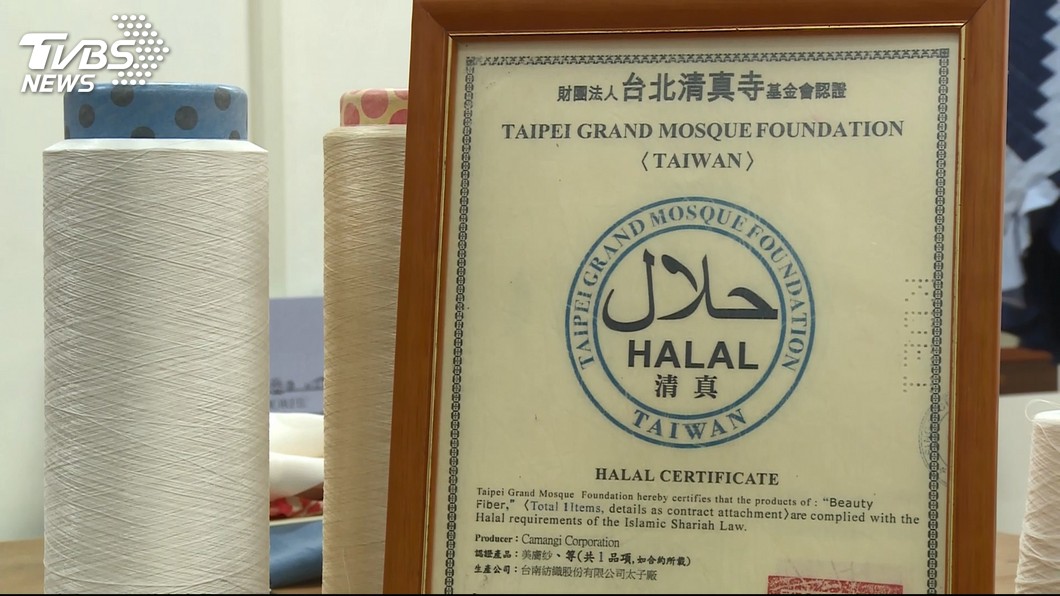 TVBS
NEWS
財團法人台北清真寺基金會認證
TAIPEI GRAND MOSQUE FOUNDATION
〈TAIWAN〉
TAIPEI GRAND MOSQUE FOUNDATION
حلال
HALAL
清真
TAIWAN
HALAL CERTIFICATE
Taipei Grand Mosque Foundation hereby certifies that the products of : “Beauty
Fiber,” 〈Total 1Items, details as contract attachment〉are complied with the
Halal requirements of the Islamic Shariah Law.
Producer : Camangi Corporation
認證產品 : 美膚紗、等(共1品項,如合約所載)
生產公司 : 台南紡織股份有限公司太子廠